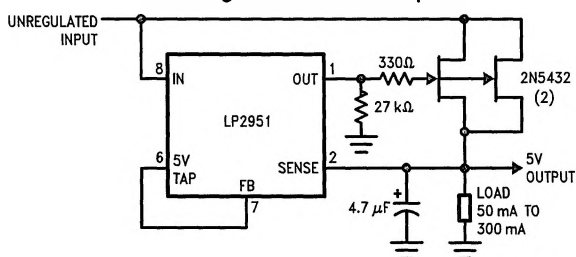 UNREGULATED
INPUT
8
IN
OUT
1
330Ω
27 kΩ
2N5432
(2)
LP2951
6
5V
TAP
FB
7
SENSE
2
5V
OUTPUT
+
4.7 μF
LOAD
50 mA TO
300 mA